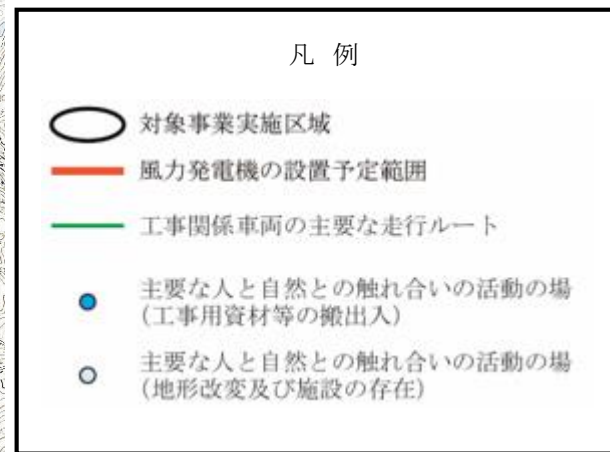 凡 例
対象事業実施区域
風力発電機の設置予定範囲
工事関係車両の主要な走行ルート
主要な人と自然との触れ合いの活動の場
(工事用資材等の搬出入)
主要な人と自然との触れ合いの活動の場
(地形改変及び施設の存在)